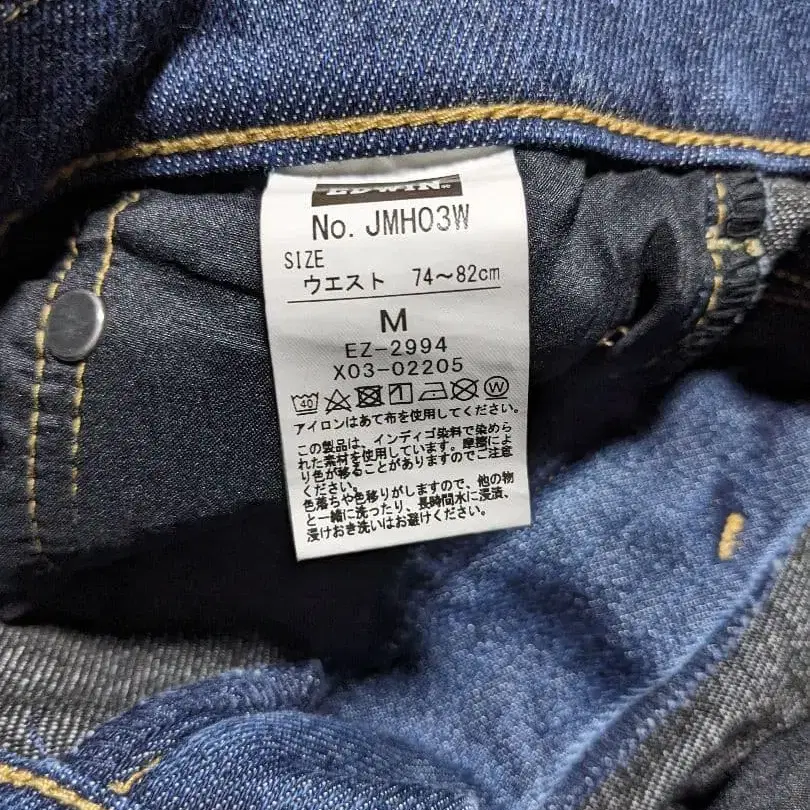 EDWIN
No. JMH03W
SIZE
ウエスト 74～82cm
M
EZ-2994
X03-02205
40 1 W
アイロンはあて布を使用してください。
この製品は、インディゴ染料で染めら
れた素材を使用しています。摩擦によ
り色が移ることがありますのでご注意
ください。
色落ちや色移りがしますので、他の物
と一緒に洗ったり、長時間水に浸漬、
浸けおき洗いはお避けください。